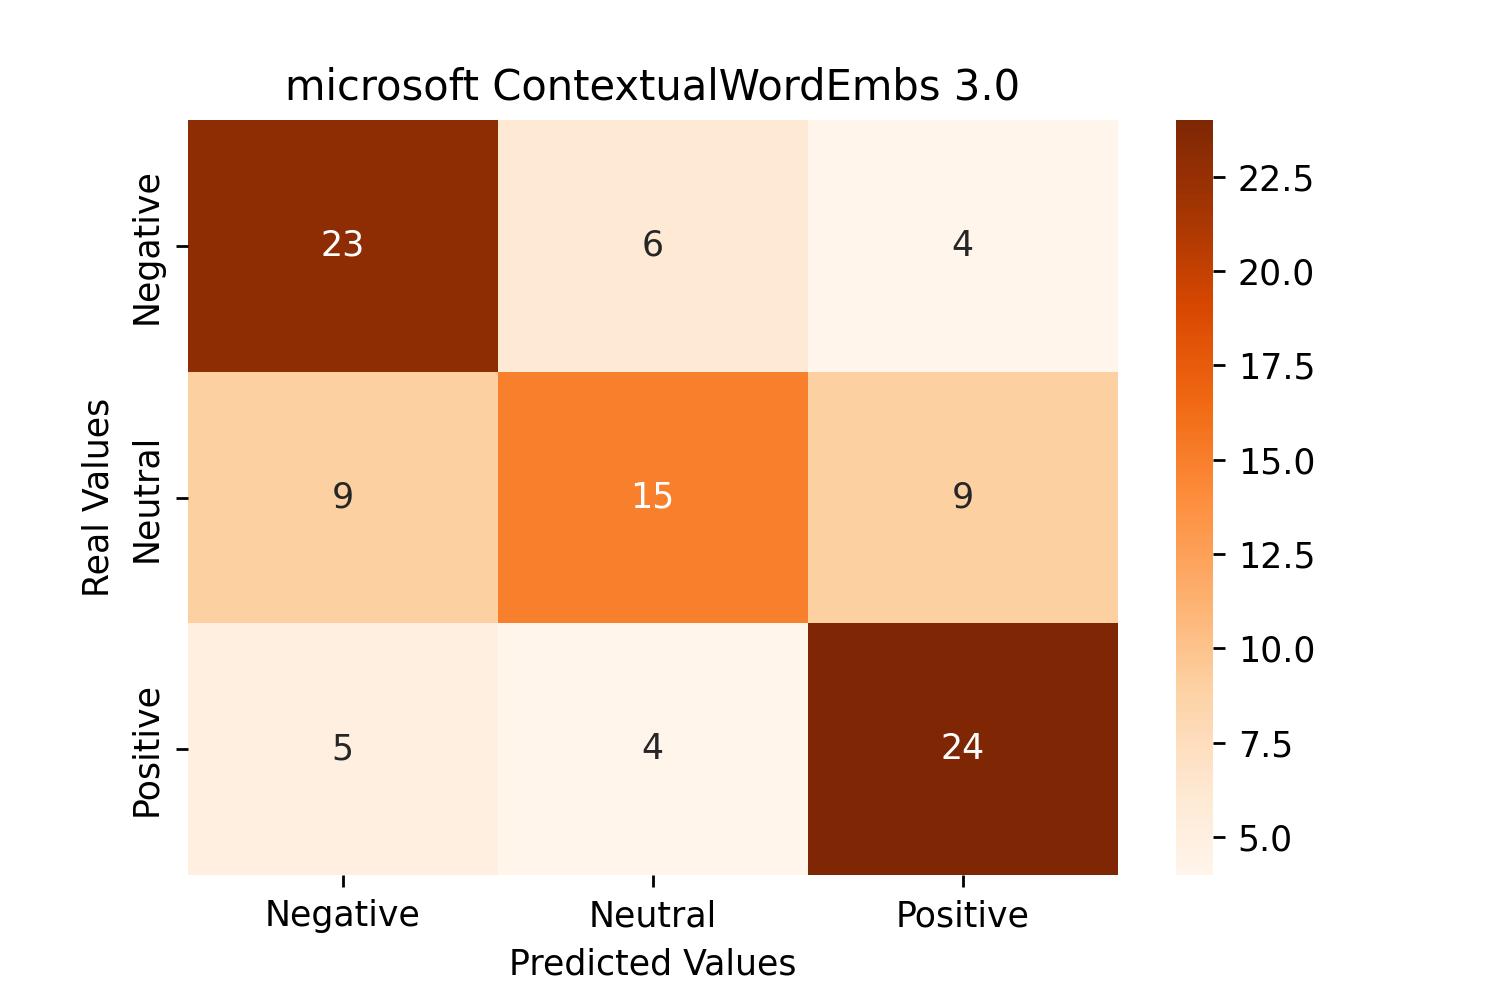 microsoft ContextualWordEmbs 3.0
Real Values
Negative
23 6 4
Neutral
9 15 9
Positive
5 4 24
Negative Neutral Positive
Predicted Values
22.5
20.0
17.5
15.0
12.5
10.0
7.5
5.0